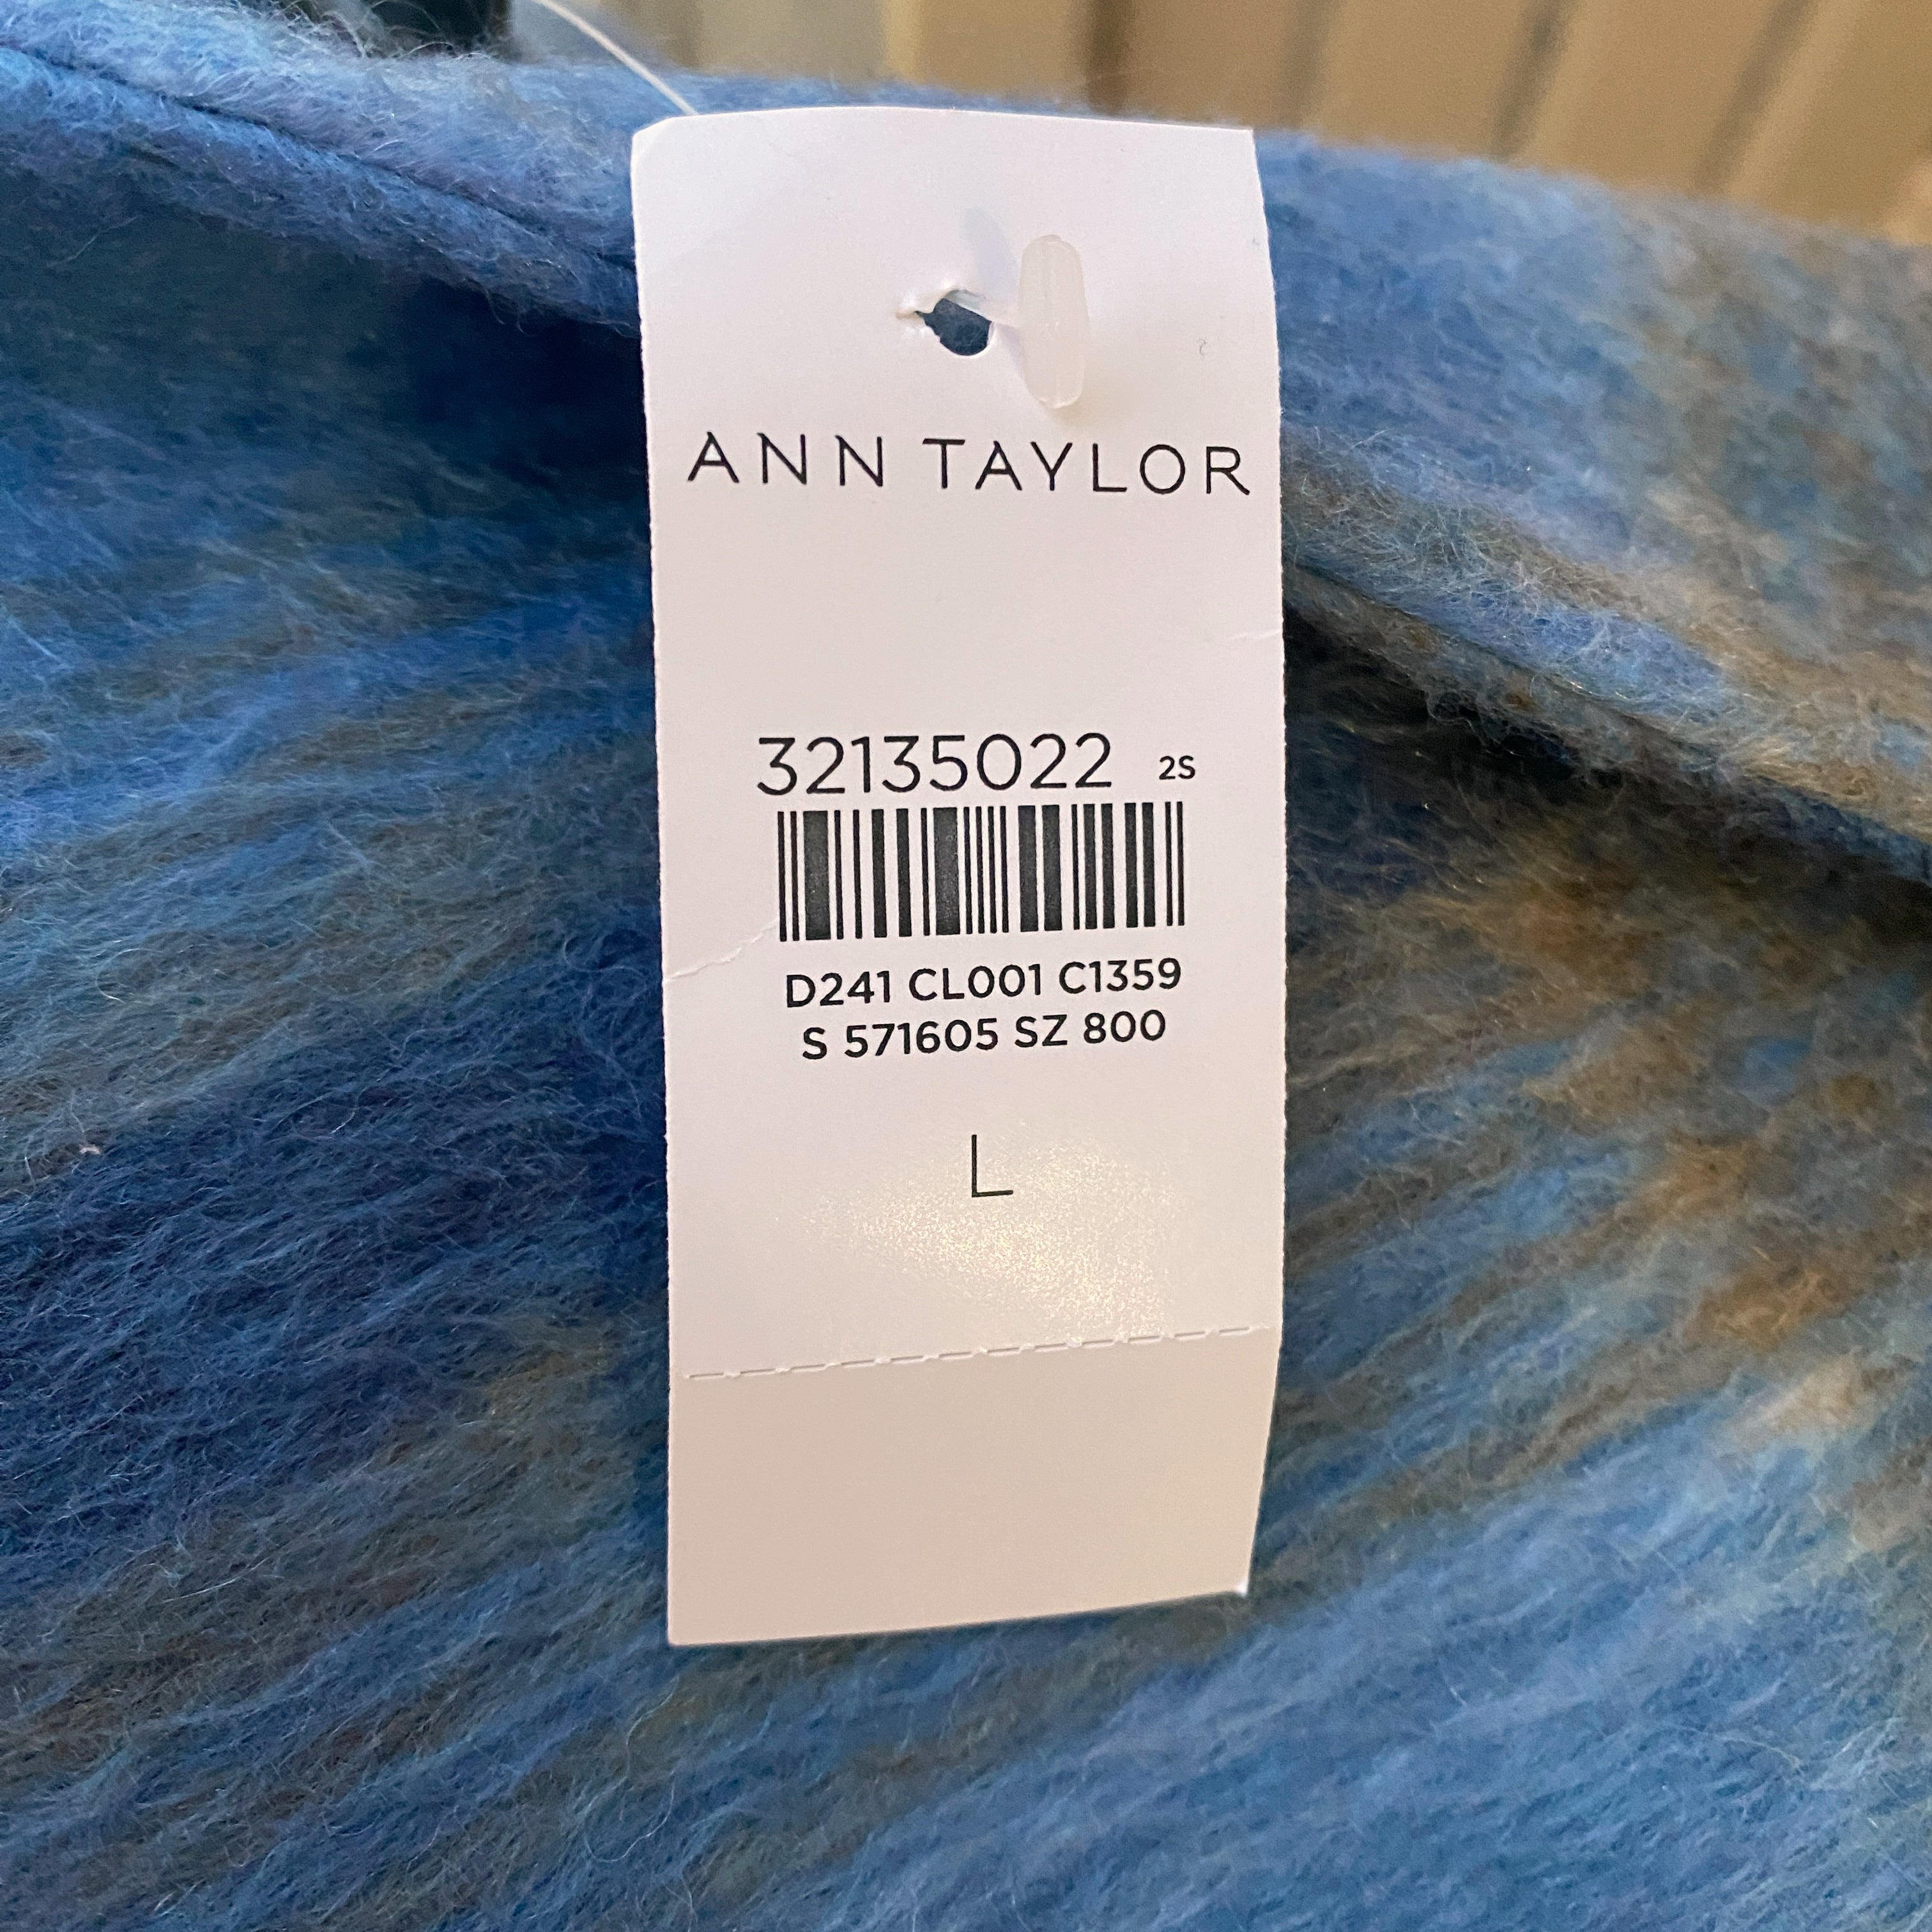 ANN TAYLOR
32135022 2S
D241 CL001 C1359
S 571605 SZ 800
L